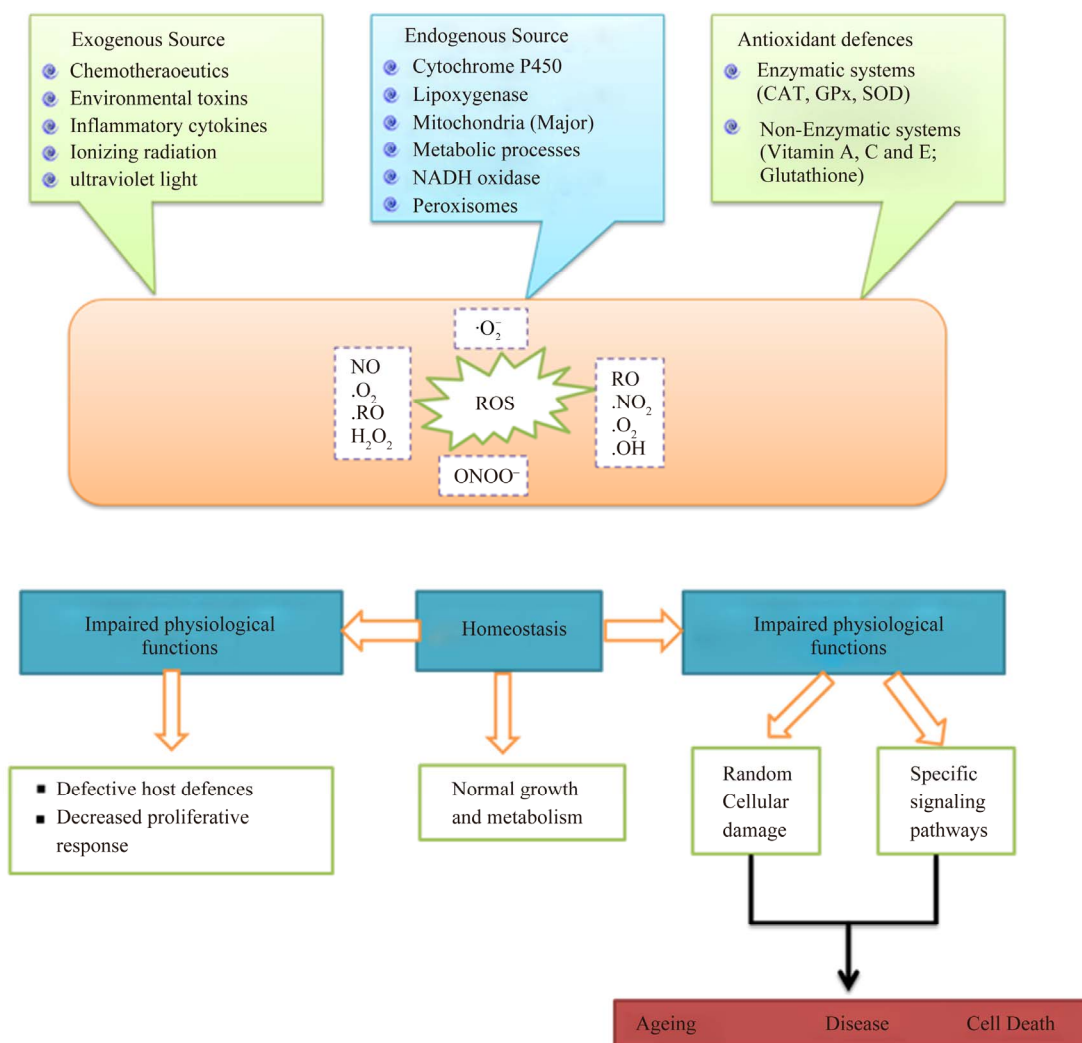 Exogenous Source
Chemotheraoeutics
Environmental toxins
Inflammatory cytokines
Ionizing radiation
ultraviolet light
Endogenous Source
Cytochrome P450
Lipoxygenase
Mitochondria (Major)
Metabolic processes
NADH oxidase
Peroxisomes
Antioxidant defences
Enzymatic systems
(CAT, GPx, SOD)
Non-Enzymatic systems
(Vitamin A, C and E;
Glutathione)
·O₂⁻
NO
.O₂
.RO
H₂O₂
ROS
RO
.NO₂
.O₂
.OH
ONOO⁻
Impaired physiological
functions
Homeostasis
Impaired physiological
functions
Defective host defences
Decreased proliferative
response
Normal growth
and metabolism
Random
Cellular
damage
Specific
signaling
pathways
Ageing Disease Cell Death